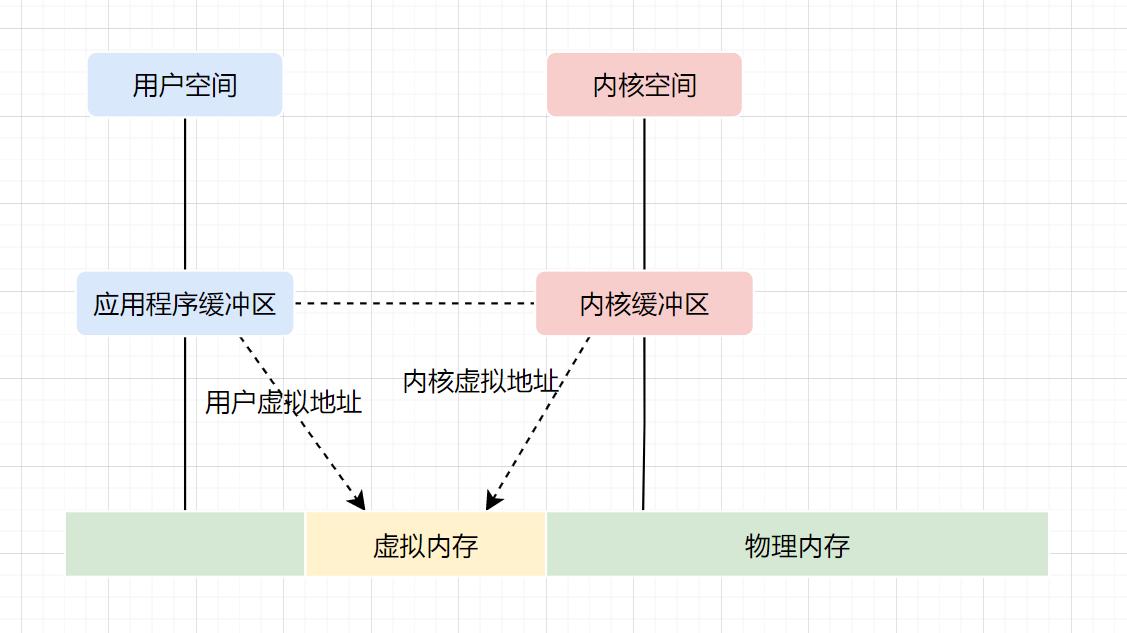 用户空间
内核空间
应用程序缓冲区
内核缓冲区
内核虚拟地址
用户虚拟地址
虚拟内存
物理内存